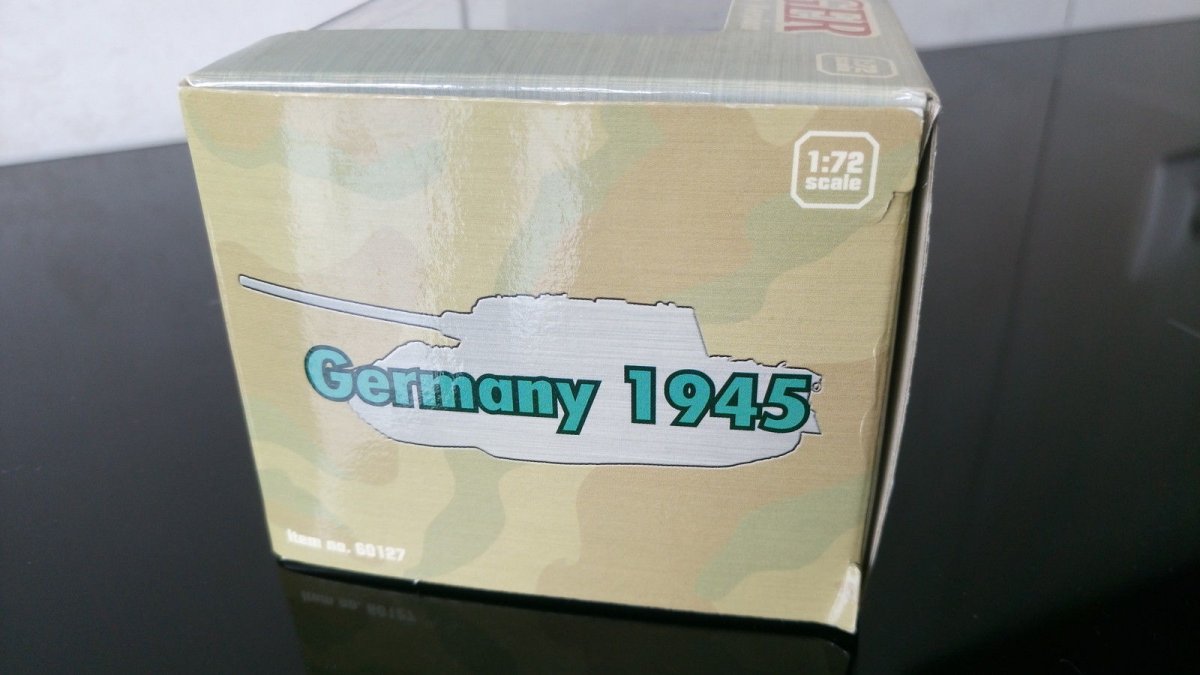 1:72
scale
Germany 1945
Item no. 60127